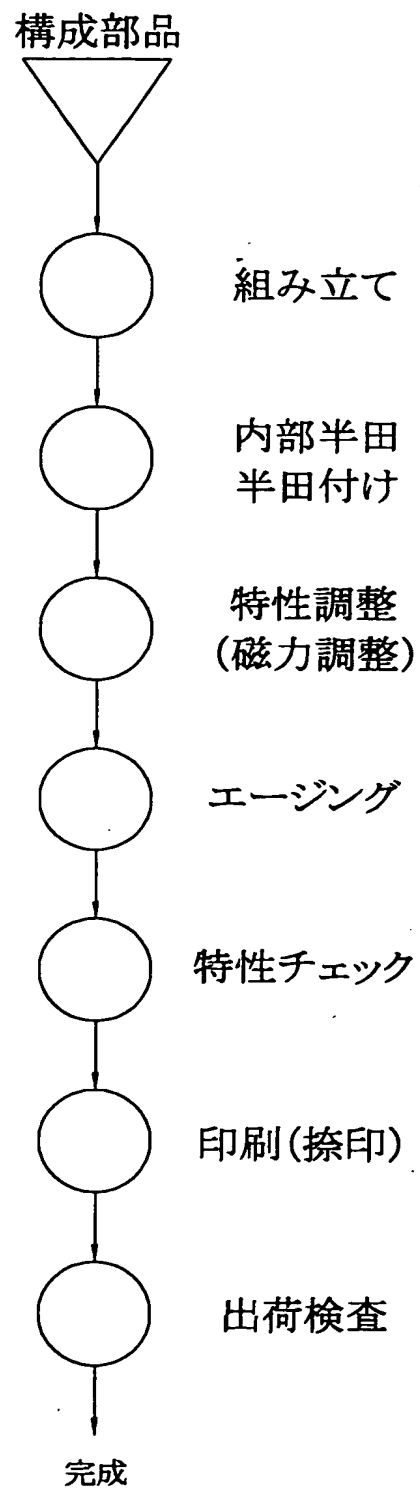 構成部品
組み立て
内部半田
半田付け
特性調整
(磁力調整)
エージング
特性チェック
印刷(捺印)
出荷検査
完成